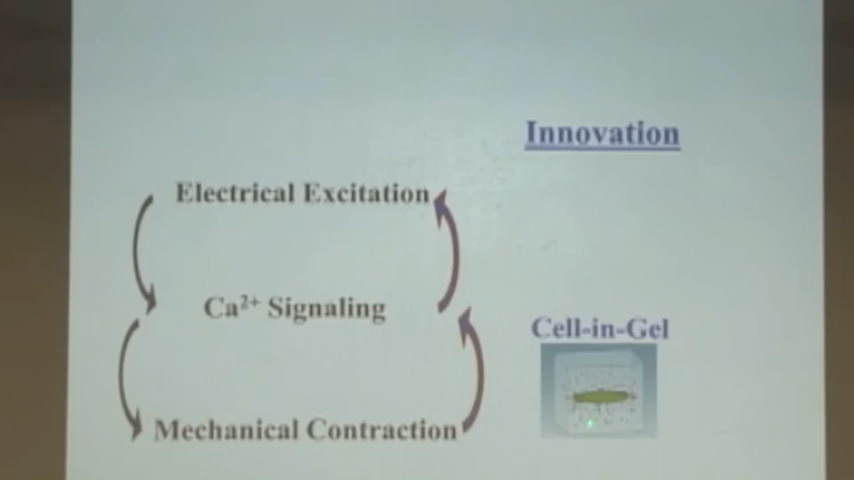 Innovation
Electrical Excitation
Ca²⁺ Signaling
Cell-in-Gel
Mechanical Contraction